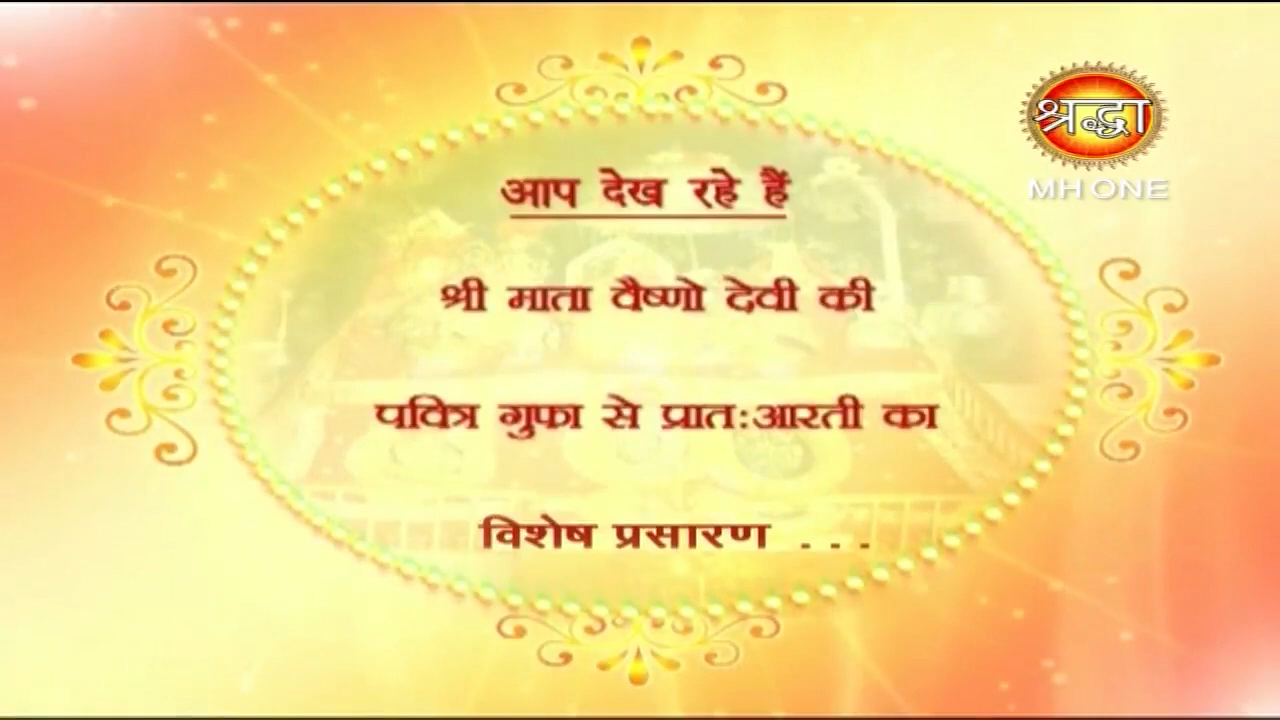 श्रद्धा
MH ONE
आप देख रहे हैं
श्री माता वैष्णो देवी की
पवित्र गुफा से प्रात:आरती का
विशेष प्रसारण ...